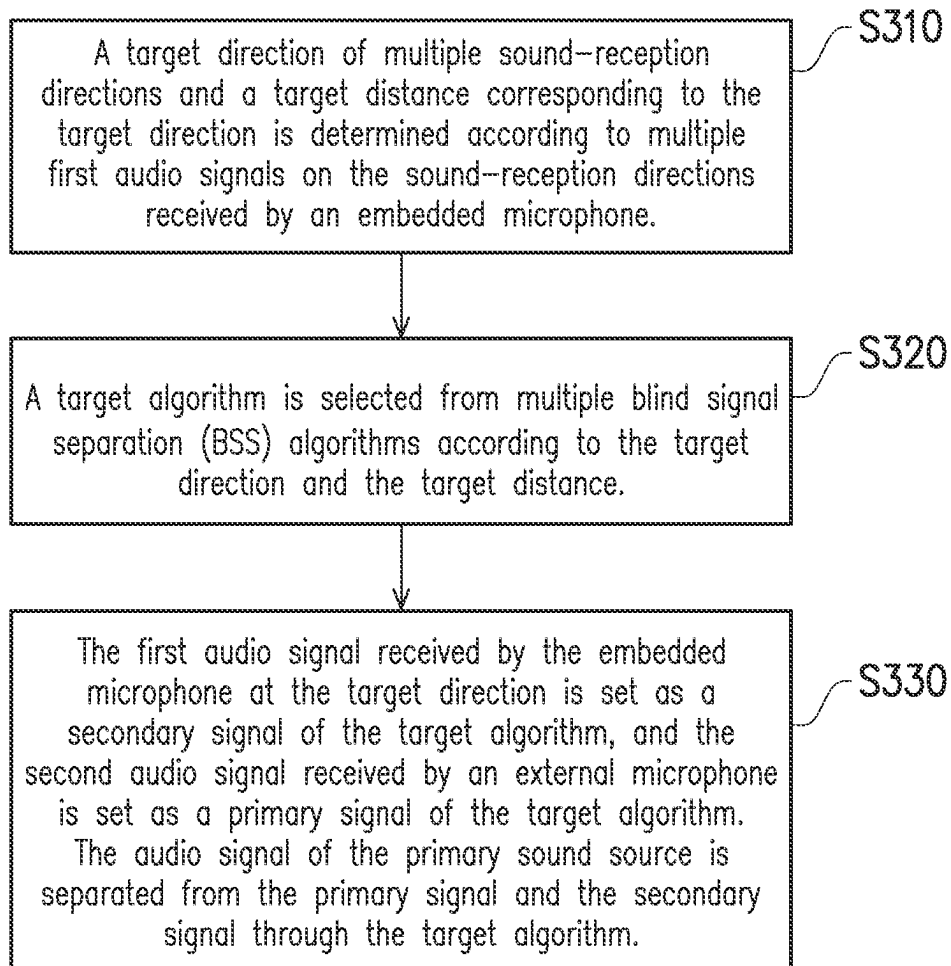 S310
A target direction of multiple sound-reception
directions and a target distance corresponding to the
target direction is determined according to multiple
first audio signals on the sound-reception directions
received by an embedded microphone.
S320
A target algorithm is selected from multiple blind signal
separation (BSS) algorithms according to the target
direction and the target distance.
S330
The first audio signal received by the embedded
microphone at the target direction is set as a
secondary signal of the target algorithm, and the
second audio signal received by an external microphone
is set as a primary signal of the target algorithm.
The audio signal of the primary sound source is
separated from the primary signal and the secondary
signal through the target algorithm.